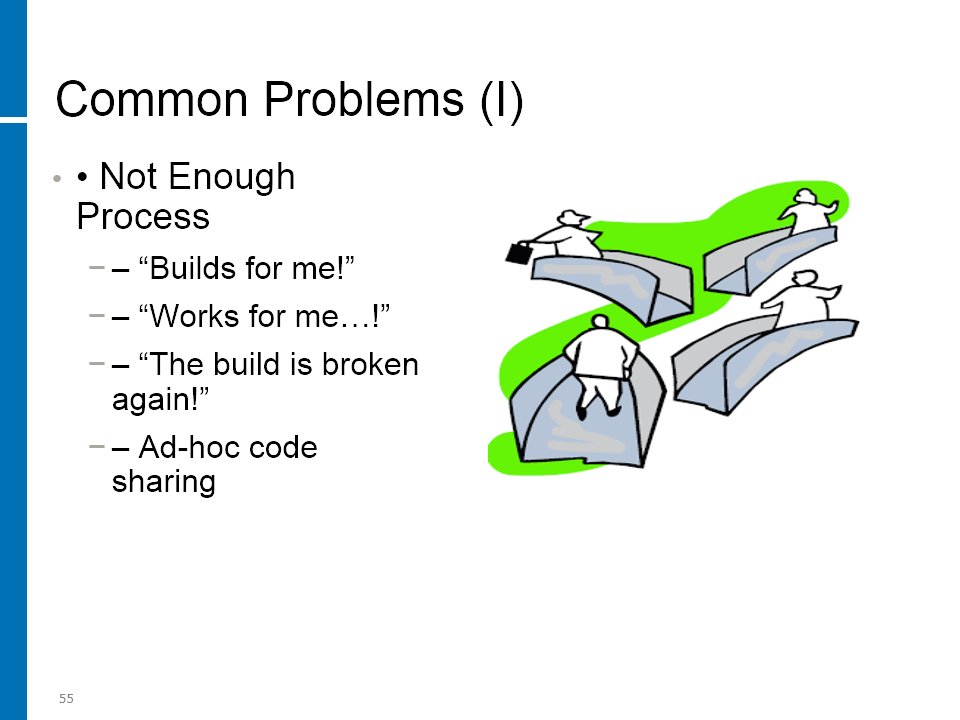 Common Problems (I)
• • Not Enough
Process
– – “Builds for me!”
– – “Works for me…!”
– – “The build is broken
again!”
– – Ad-hoc code
sharing
55